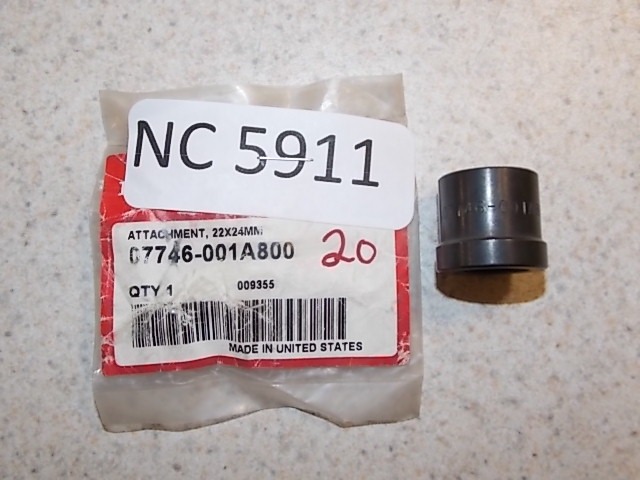 NC 5911
ATTACHMENT, 22X24MM
07746-001A800
20
QTY 1
009355
MADE IN UNITED STATES